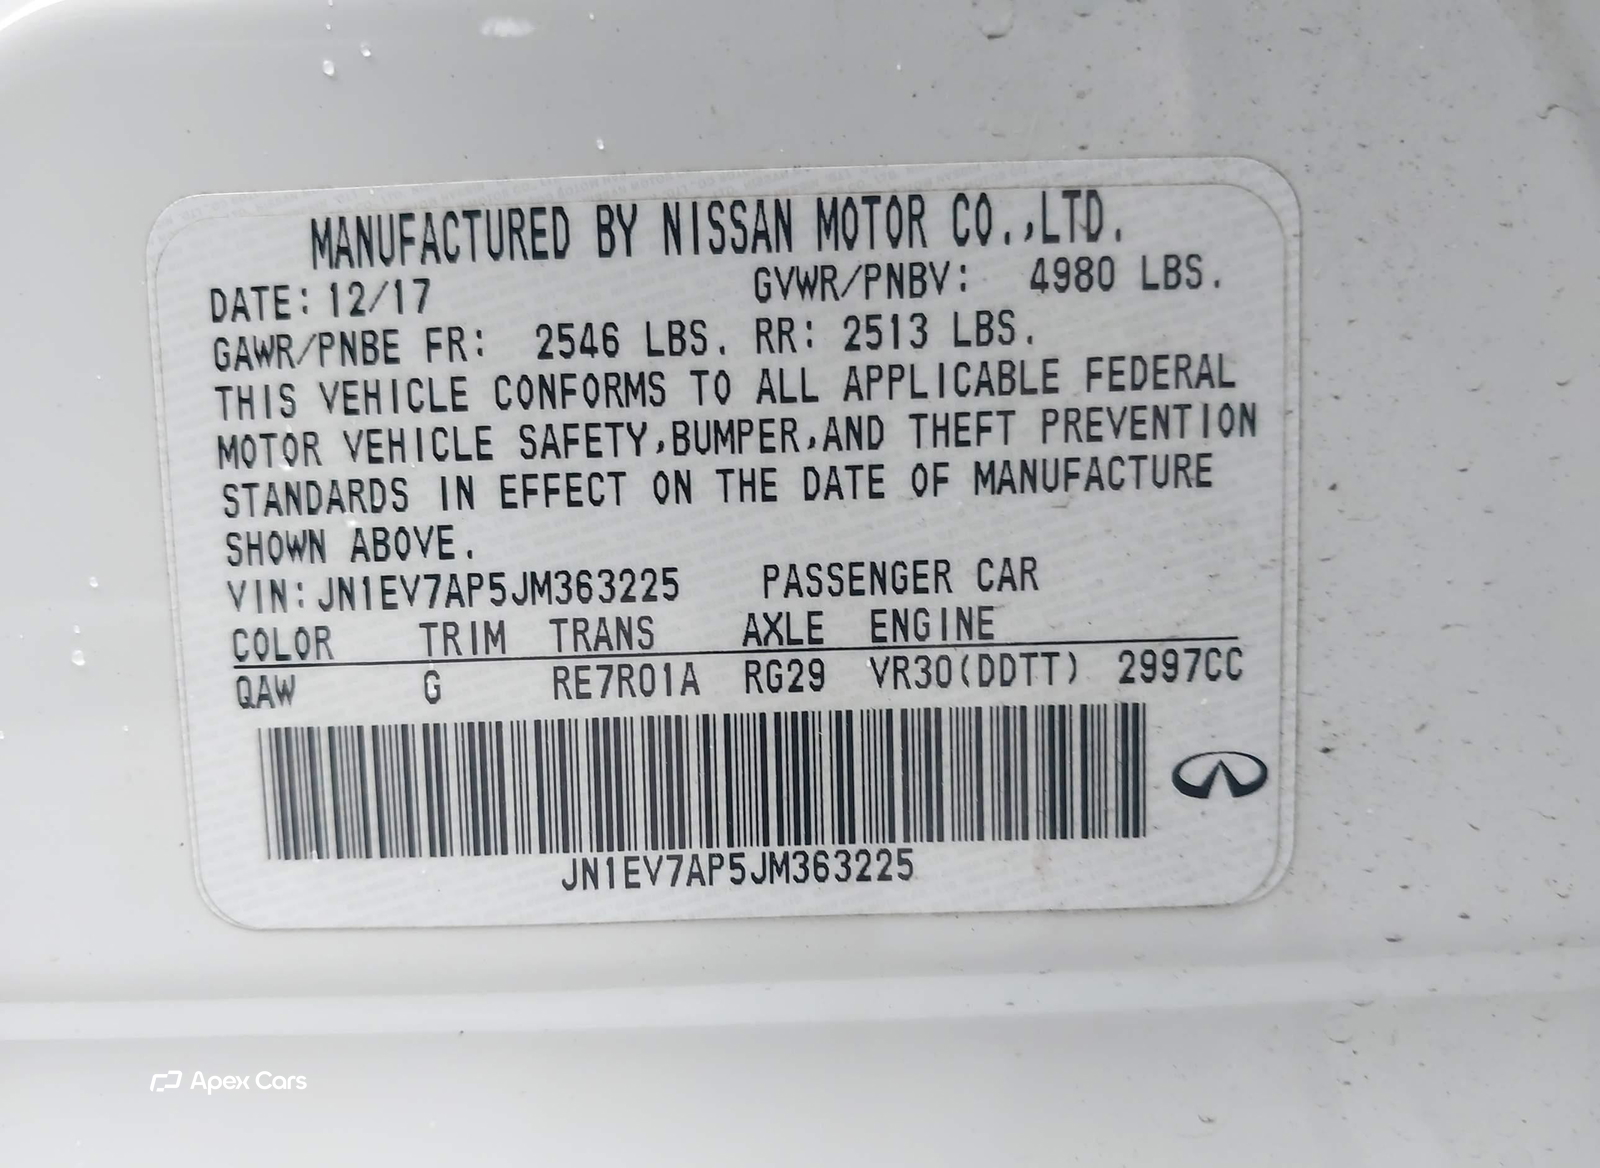 MANUFACTURED BY NISSAN MOTOR CO.,LTD.
DATE: 12/17 GVWR/PNBV: 4980 LBS.
GAWR/PNBE FR: 2546 LBS. RR: 2513 LBS.
THIS VEHICLE CONFORMS TO ALL APPLICABLE FEDERAL
MOTOR VEHICLE SAFETY,BUMPER,AND THEFT PREVENTION
STANDARDS IN EFFECT ON THE DATE OF MANUFACTURE
SHOWN ABOVE.
VIN:JN1EV7AP5JM363225 PASSENGER CAR
COLOR TRIM TRANS AXLE ENGINE
QAW G RE7R01A RG29 VR30(DDTT) 2997CC
JN1EV7AP5JM363225
Apex Cars